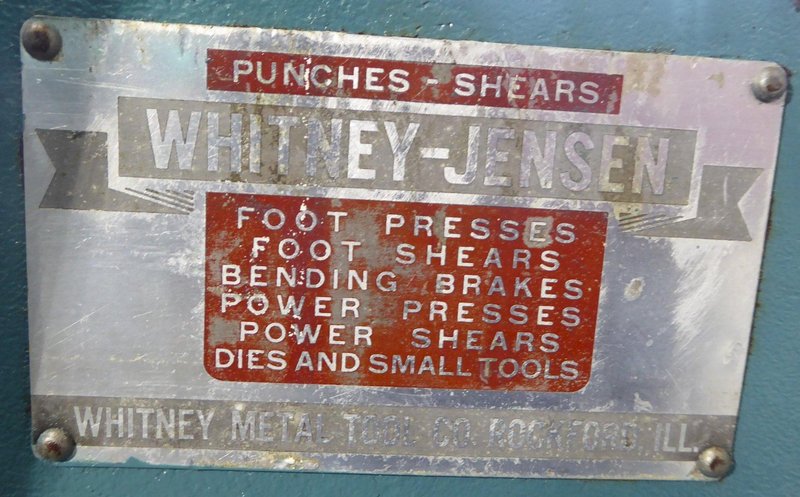 PUNCHES - SHEARS
WHITNEY-JENSEN
FOOT PRESSES
FOOT SHEARS
BENDING BRAKES
POWER PRESSES
POWER SHEARS
DIES AND SMALL TOOLS
WHITNEY METAL TOOL CO. ROCKFORD, ILL.